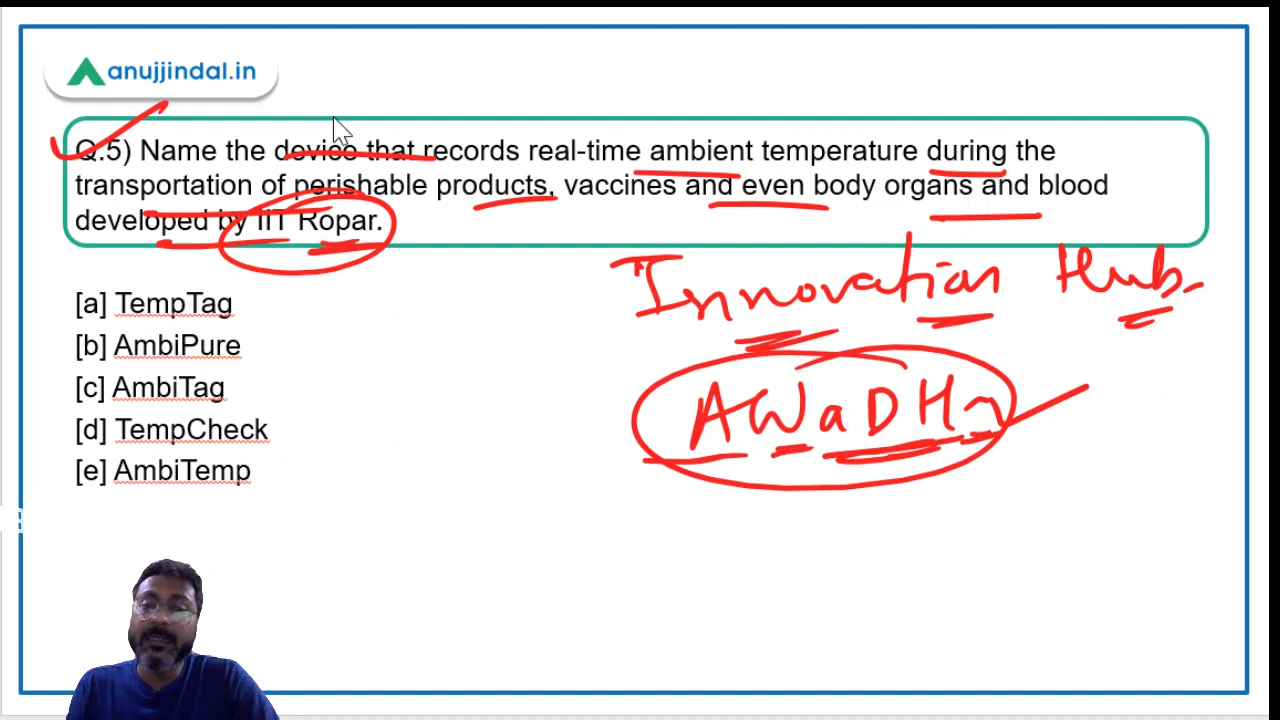 anujjindal.in
Q.5) Name the device that records real-time ambient temperature during the
transportation of perishable products, vaccines and even body organs and blood
developed by IIT Ropar.
Innovation Hub.
[a] TempTag
[b] AmbiPure
[c] AmbiTag
AWaDH
[d] TempCheck
[e] AmbiTemp